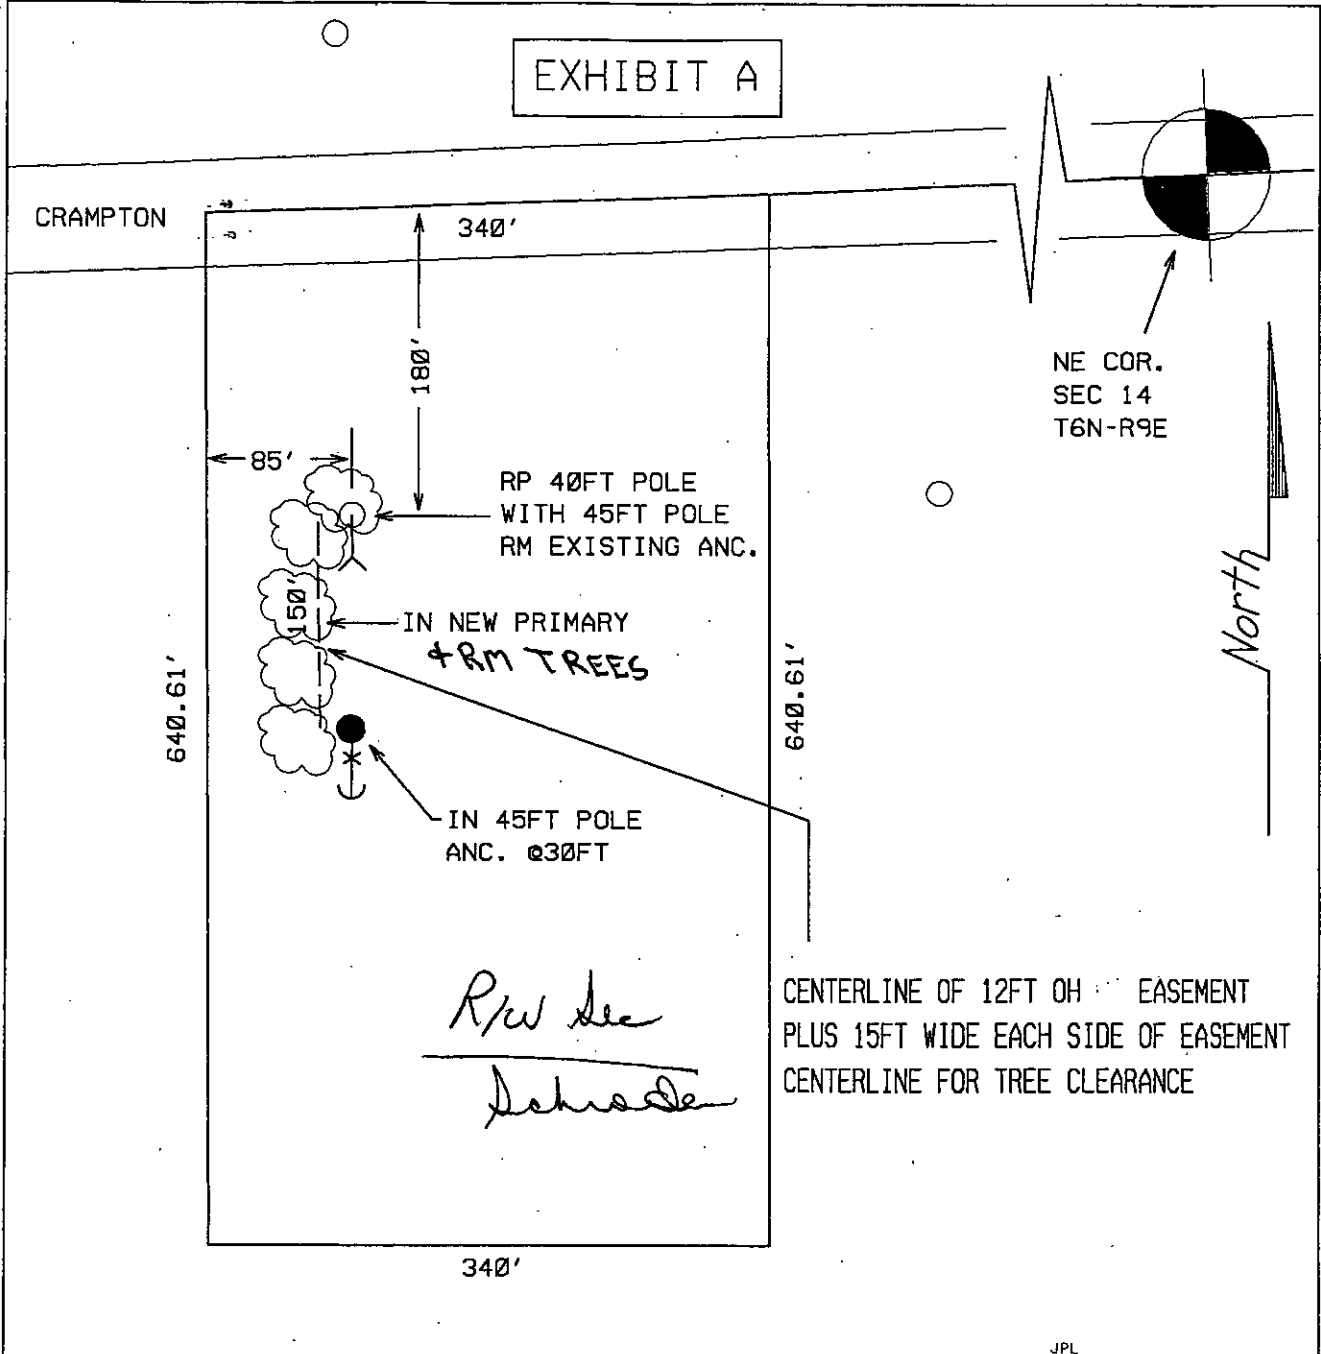 EXHIBIT A
CRAMPTON
340'
180'
NE COR.
SEC 14
T6N-R9E
85'
RP 40FT POLE
WITH 45FT POLE
RM EXISTING ANC.
North
150'
IN NEW PRIMARY
+ RM TREES
640.61'
640.61'
IN 45FT POLE
ANC. @30FT
R/W Sec
CENTERLINE OF 12FT OH EASEMENT
PLUS 15FT WIDE EACH SIDE OF EASEMENT
CENTERLINE FOR TREE CLEARANCE
340'
JPL